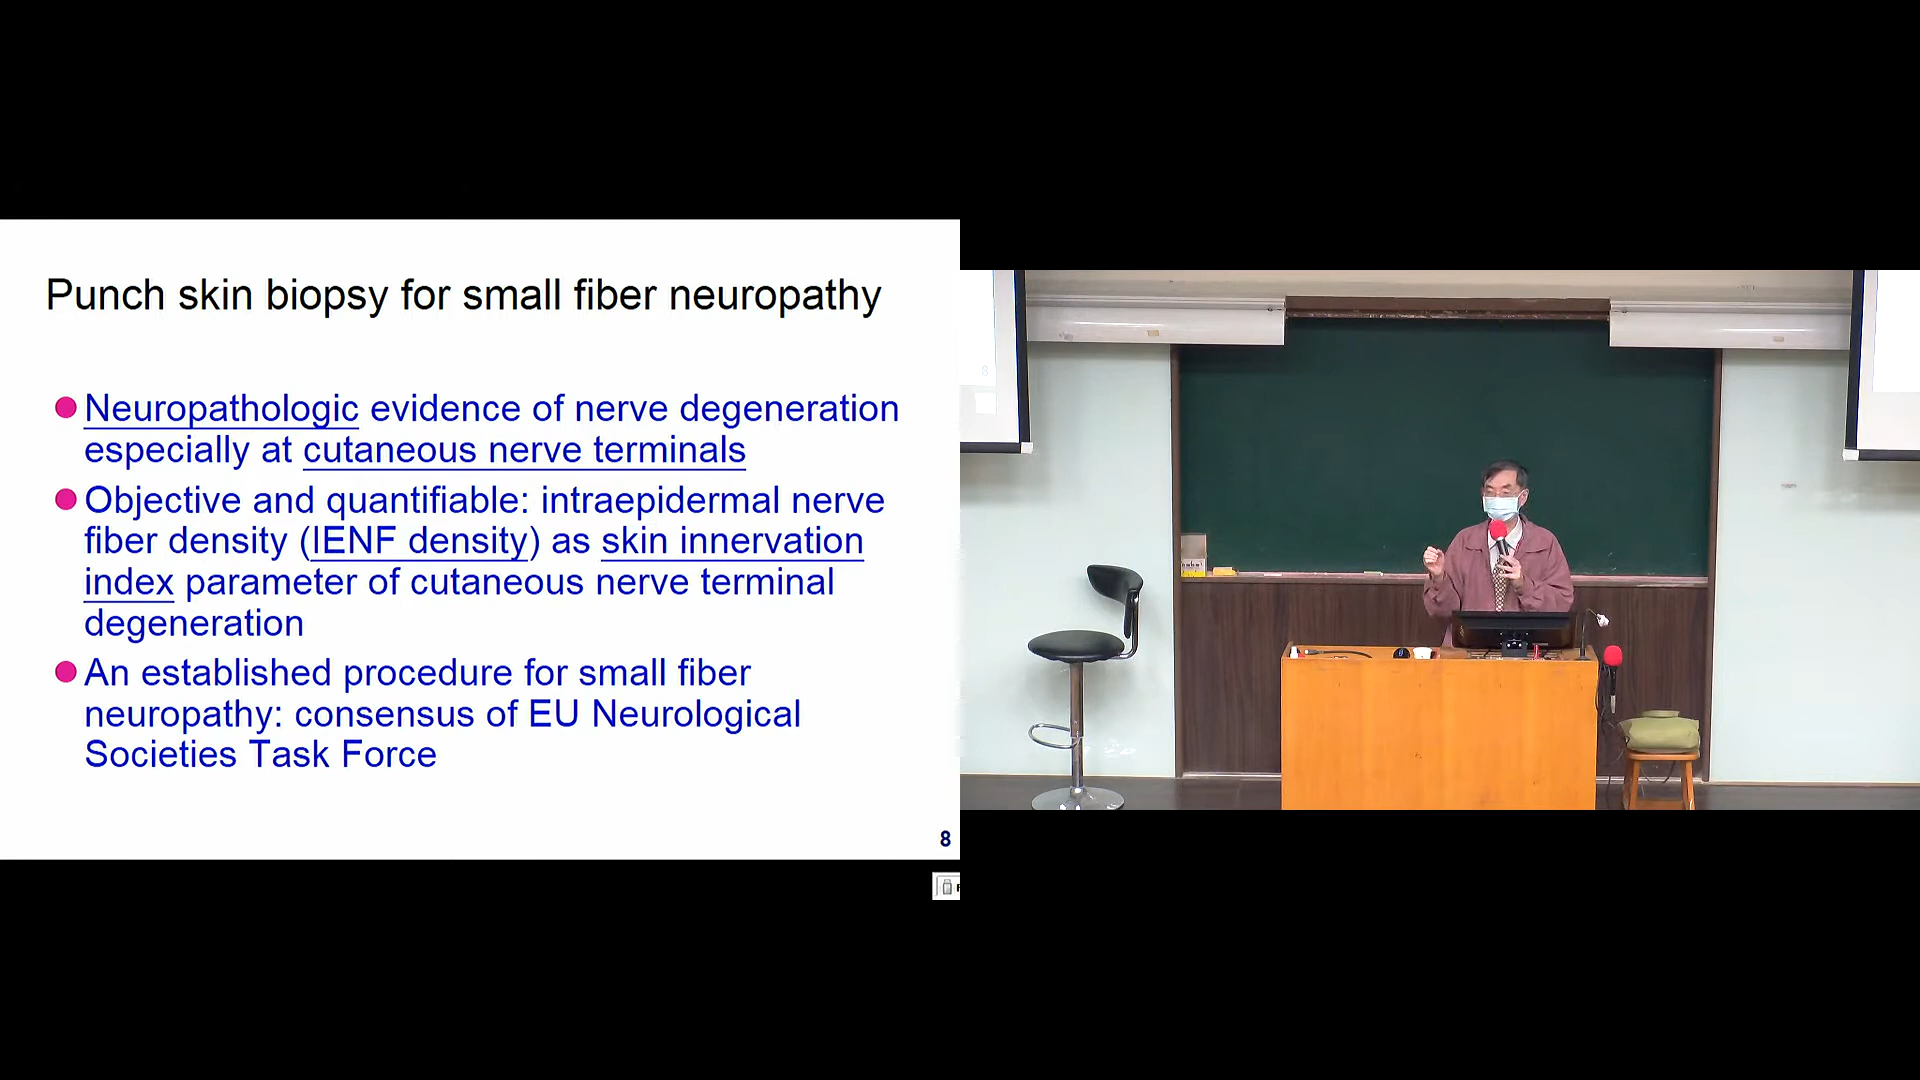 Punch skin biopsy for small fiber neuropathy
Neuropathologic evidence of nerve degeneration
especially at cutaneous nerve terminals
Objective and quantifiable: intraepidermal nerve
fiber density (IENF density) as skin innervation
index parameter of cutaneous nerve terminal
degeneration
An established procedure for small fiber
neuropathy: consensus of EU Neurological
Societies Task Force
8
8